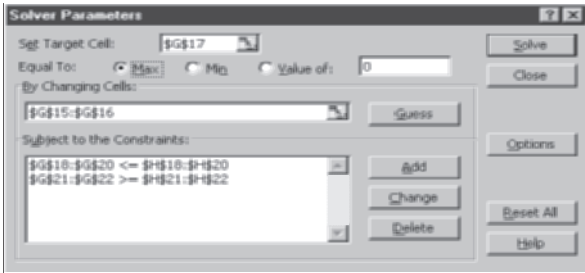 Solver Parameters
Set Target Cell: $G$17 Solve
Equal To: Max Min Value of: 0 Close
By Changing Cells:
$G$15:$G$16 Guess
Subject to the Constraints: Options
$G$18:$G$20 <= $H$18:$H$20 Add
$G$21:$G$22 >= $H$21:$H$22
Change
Reset All
Delete
Help